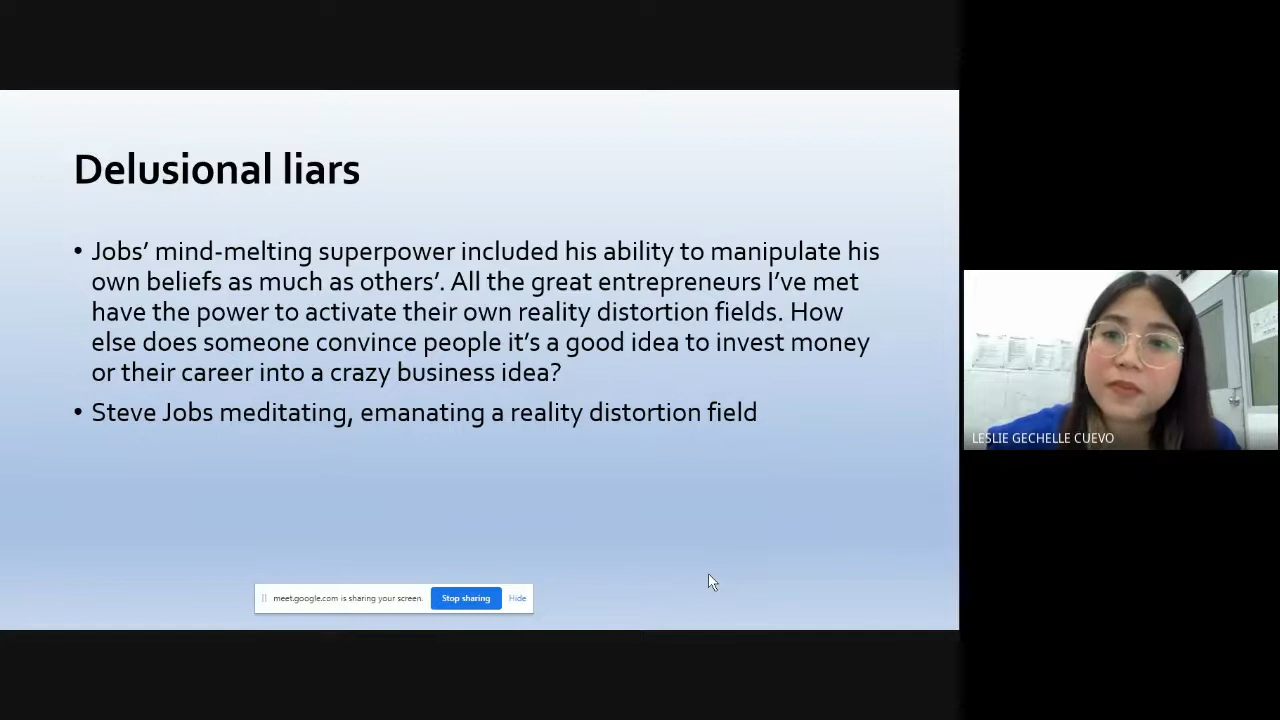 Delusional liars
• Jobs’ mind-melting superpower included his ability to manipulate his
own beliefs as much as others’. All the great entrepreneurs I’ve met
have the power to activate their own reality distortion fields. How
else does someone convince people it’s a good idea to invest money
or their career into a crazy business idea?
• Steve Jobs meditating, emanating a reality distortion field
LESLIE GECHELLE CUEVO
meet.google.com is sharing your screen. Stop sharing Hide